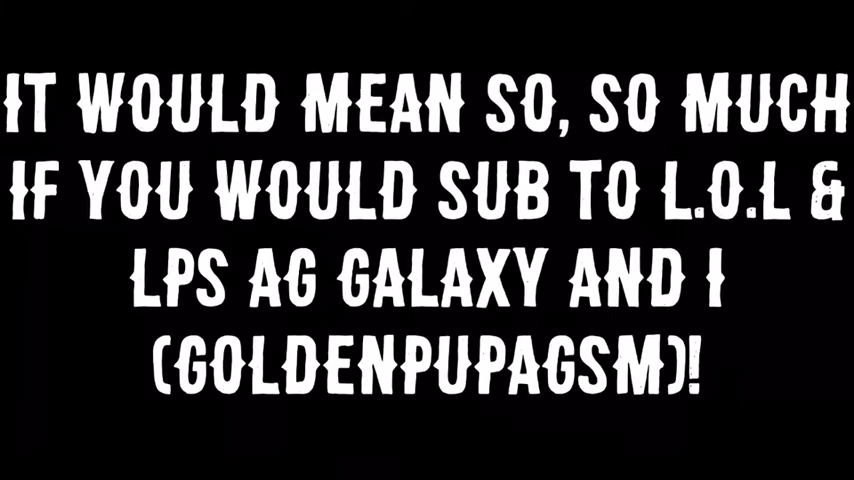 IT WOULD MEAN SO, SO MUCH
IF YOU WOULD SUB TO L.O.L &
LPS AG GALAXY AND I
(GOLDENPUPAGSM)!